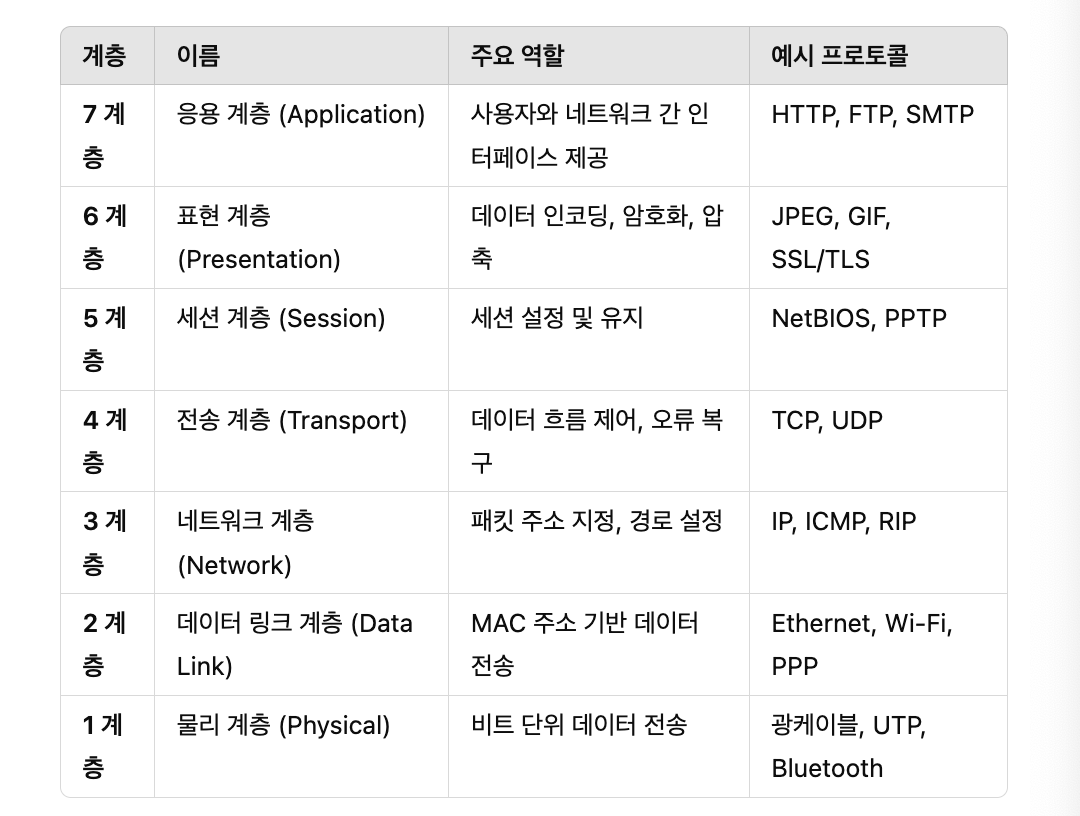 계층 이름 주요 역할 예시 프로토콜
7 계 응용 계층 (Application) 사용자와 네트워크 간 인 HTTP, FTP, SMTP
층 터페이스 제공
6 계 표현 계층 데이터 인코딩, 암호화, 압 JPEG, GIF,
층 (Presentation) 축 SSL/TLS
5 계 세션 계층 (Session) 세션 설정 및 유지 NetBIOS, PPTP
층
4 계 전송 계층 (Transport) 데이터 흐름 제어, 오류 복 TCP, UDP
층 구
3 계 네트워크 계층 패킷 주소 지정, 경로 설정 IP, ICMP, RIP
층 (Network)
2 계 데이터 링크 계층 (Data MAC 주소 기반 데이터 Ethernet, Wi-Fi,
층 Link) 전송 PPP
1 계 물리 계층 (Physical) 비트 단위 데이터 전송 광케이블, UTP,
층 Bluetooth